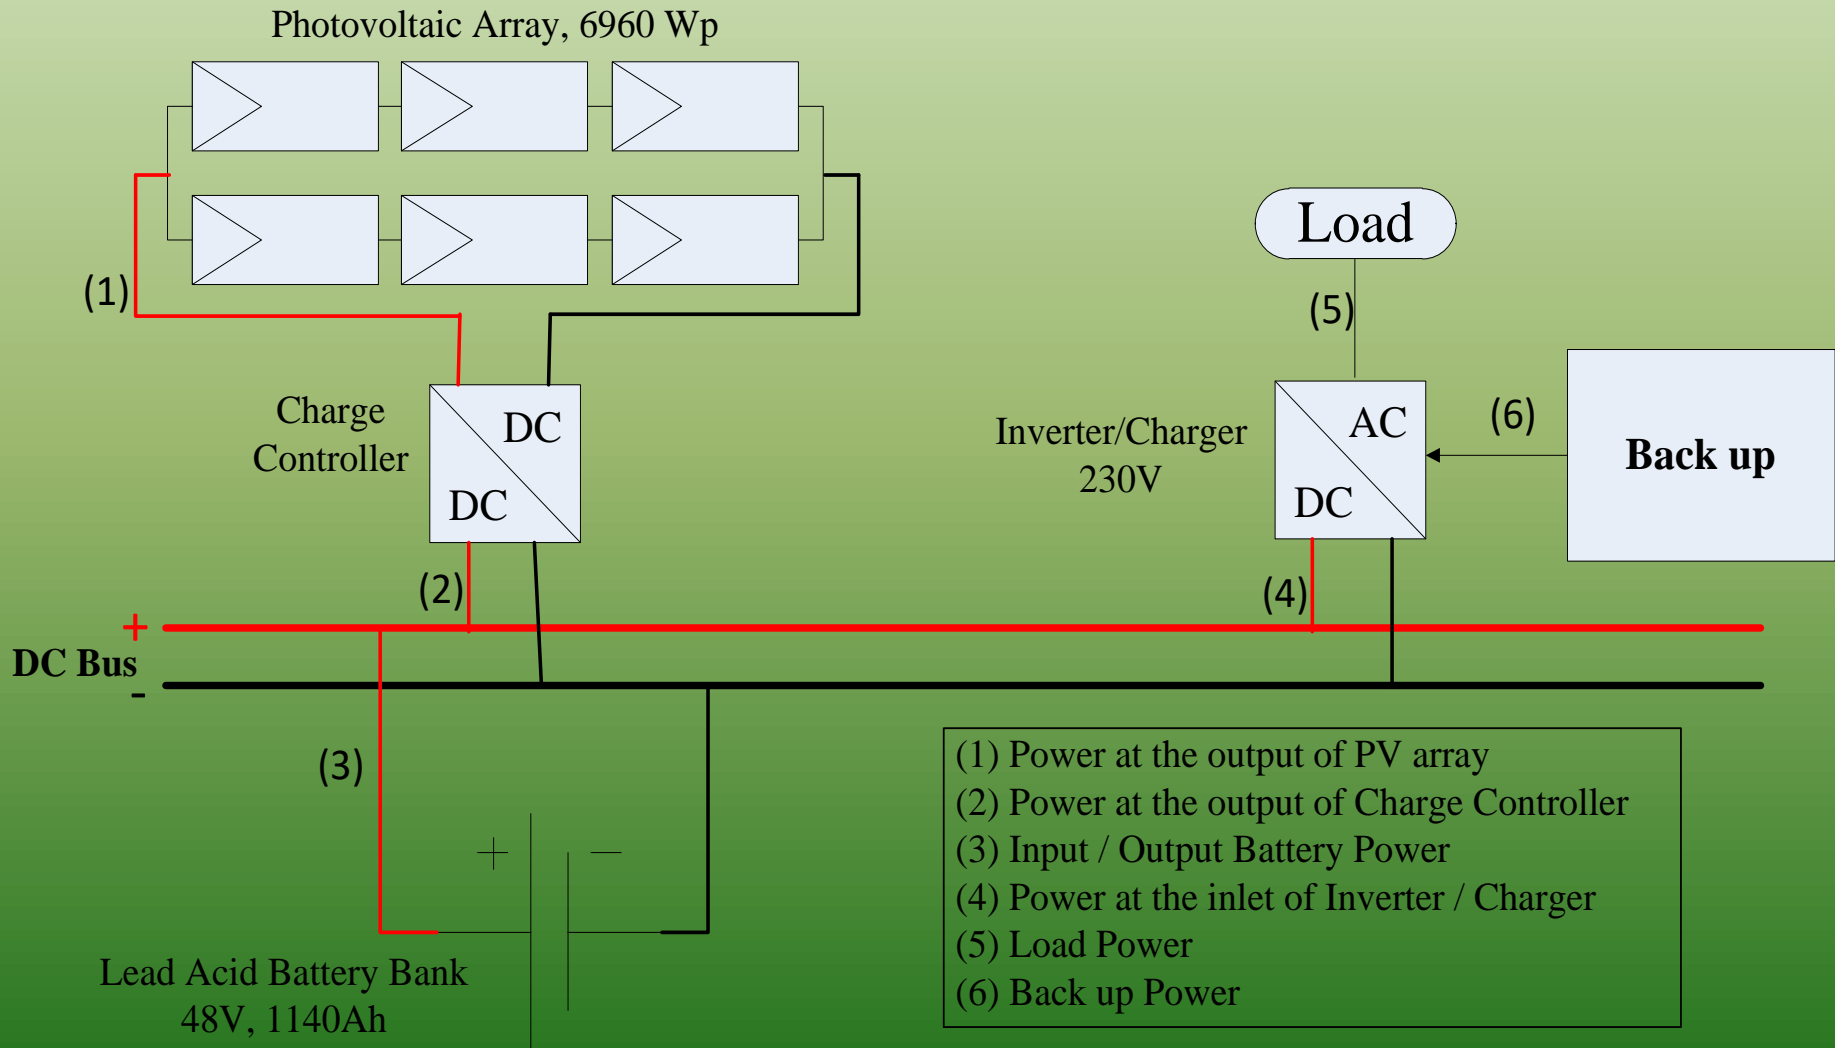 Photovoltaic Array, 6960 Wp
(1)
Load
(5)
Charge
Controller
DC
DC
Inverter/Charger
230V
AC
DC
(6)
Back up
(2)
(4)
+
DC Bus
-
(3)
+ −
Lead Acid Battery Bank
48V, 1140Ah
(1) Power at the output of PV array
(2) Power at the output of Charge Controller
(3) Input / Output Battery Power
(4) Power at the inlet of Inverter / Charger
(5) Load Power
(6) Back up Power